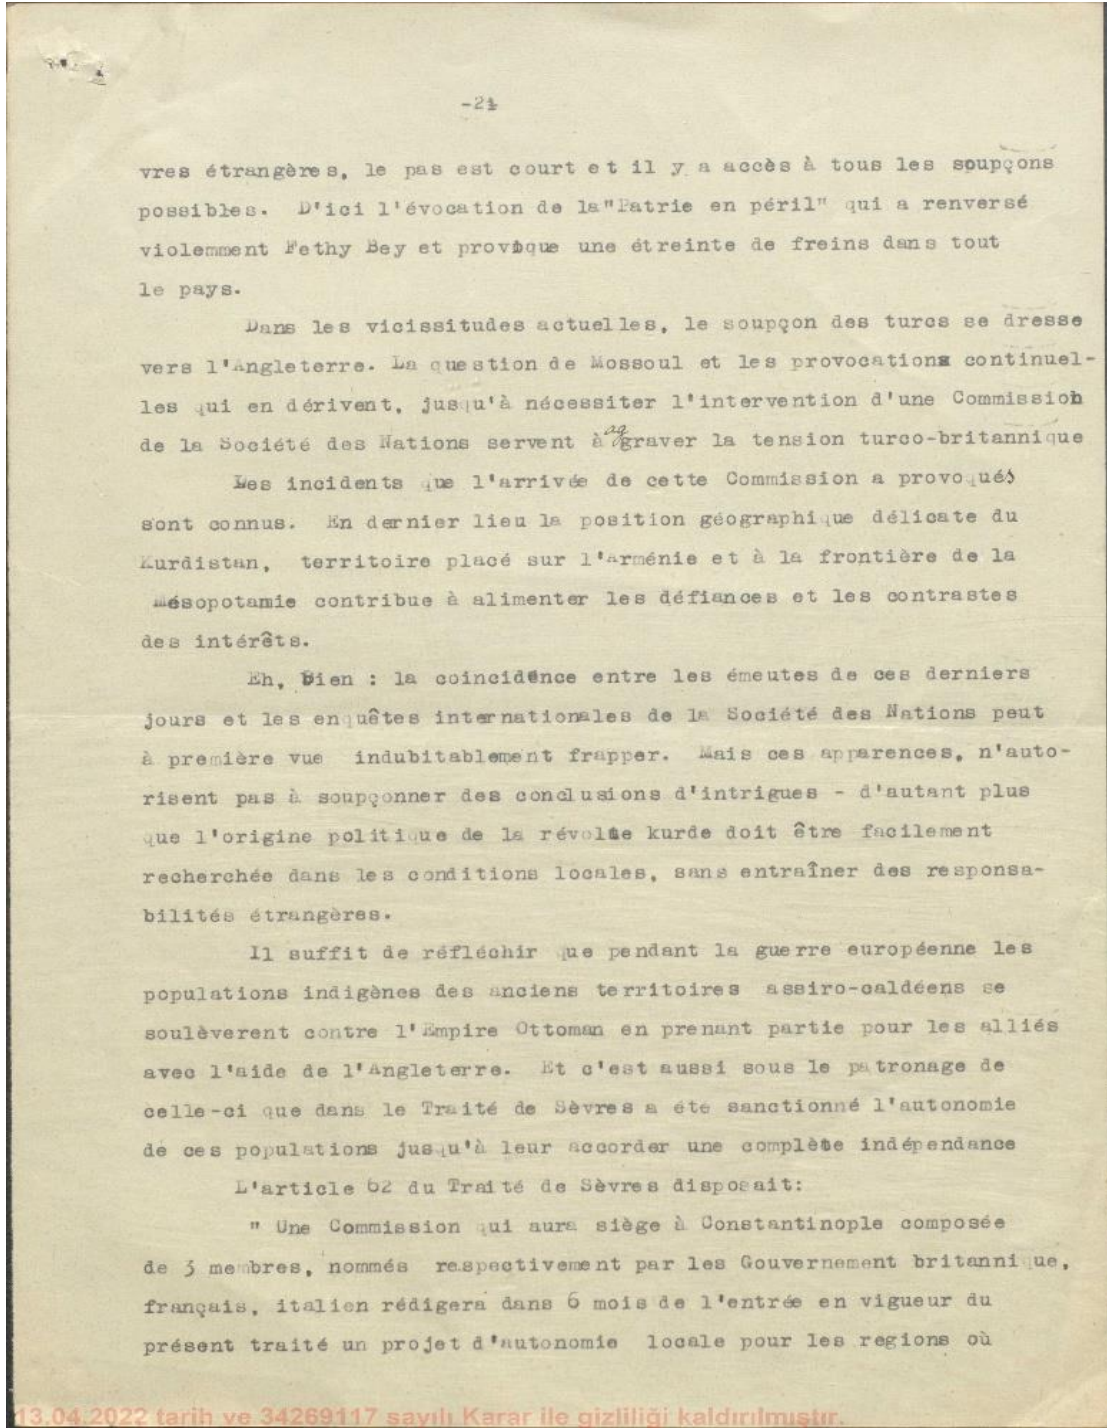 -2-
vres étrangères, le pas est court et il y a accès à tous les soupçons
possibles. D'ici l'évocation de la"Patrie en péril" qui a renversé
violemment Fethy Bey et provoque une étreinte de freins dans tout
le pays.
Dans les vicissitudes actuelles, le soupçon des turcs se dresse
vers l'Angleterre. La question de Mossoul et les provocations continuel-
les qui en dérivent, jusqu'à nécessiter l'intervention d'une Commission
de la Société des Nations servent à aggraver la tension turco-britannique
Les incidents que l'arrivée de cette Commission a provoqués
sont connus. En dernier lieu la position géographique délicate du
Kurdistan, territoire placé sur l'Arménie et à la frontière de la
Mésopotamie contribue à alimenter les défiances et les contrastes
des intérêts.
Eh, Bien : la coincidence entre les émeutes de ces derniers
jours et les enquêtes internationales de la Société des Nations peut
à première vue indubitablement frapper. Mais ces apparences, n'auto-
risent pas à soupçonner des conclusions d'intrigues - d'autant plus
que l'origine politique de la révolte kurde doit être facilement
recherchée dans les conditions locales, sans entraîner des responsa-
bilités étrangères.
Il suffit de réfléchir que pendant la guerre européenne les
populations indigènes des anciens territoires assiro-caldéens se
soulèverent contre l'Empire Ottoman en prenant partie pour les alliés
avec l'aide de l'Angleterre. Et c'est aussi sous le patronage de
celle-ci que dans le Traité de Sèvres a été sanctionné l'autonomie
de ces populations jusqu'à leur accorder une complète indépendance
L'article 62 du Traité de Sèvres disposait:
" Une Commission qui aura siège à Constantinople composée
de 3 membres, nommés respectivement par les Gouvernement britannique,
français, italien rédigera dans 6 mois de l'entrée en vigueur du
présent traité un projet d'autonomie locale pour les regions où
13.04.2022 tarih ve 34269117 sayılı Karar ile gizliliği kaldırılmıştır.